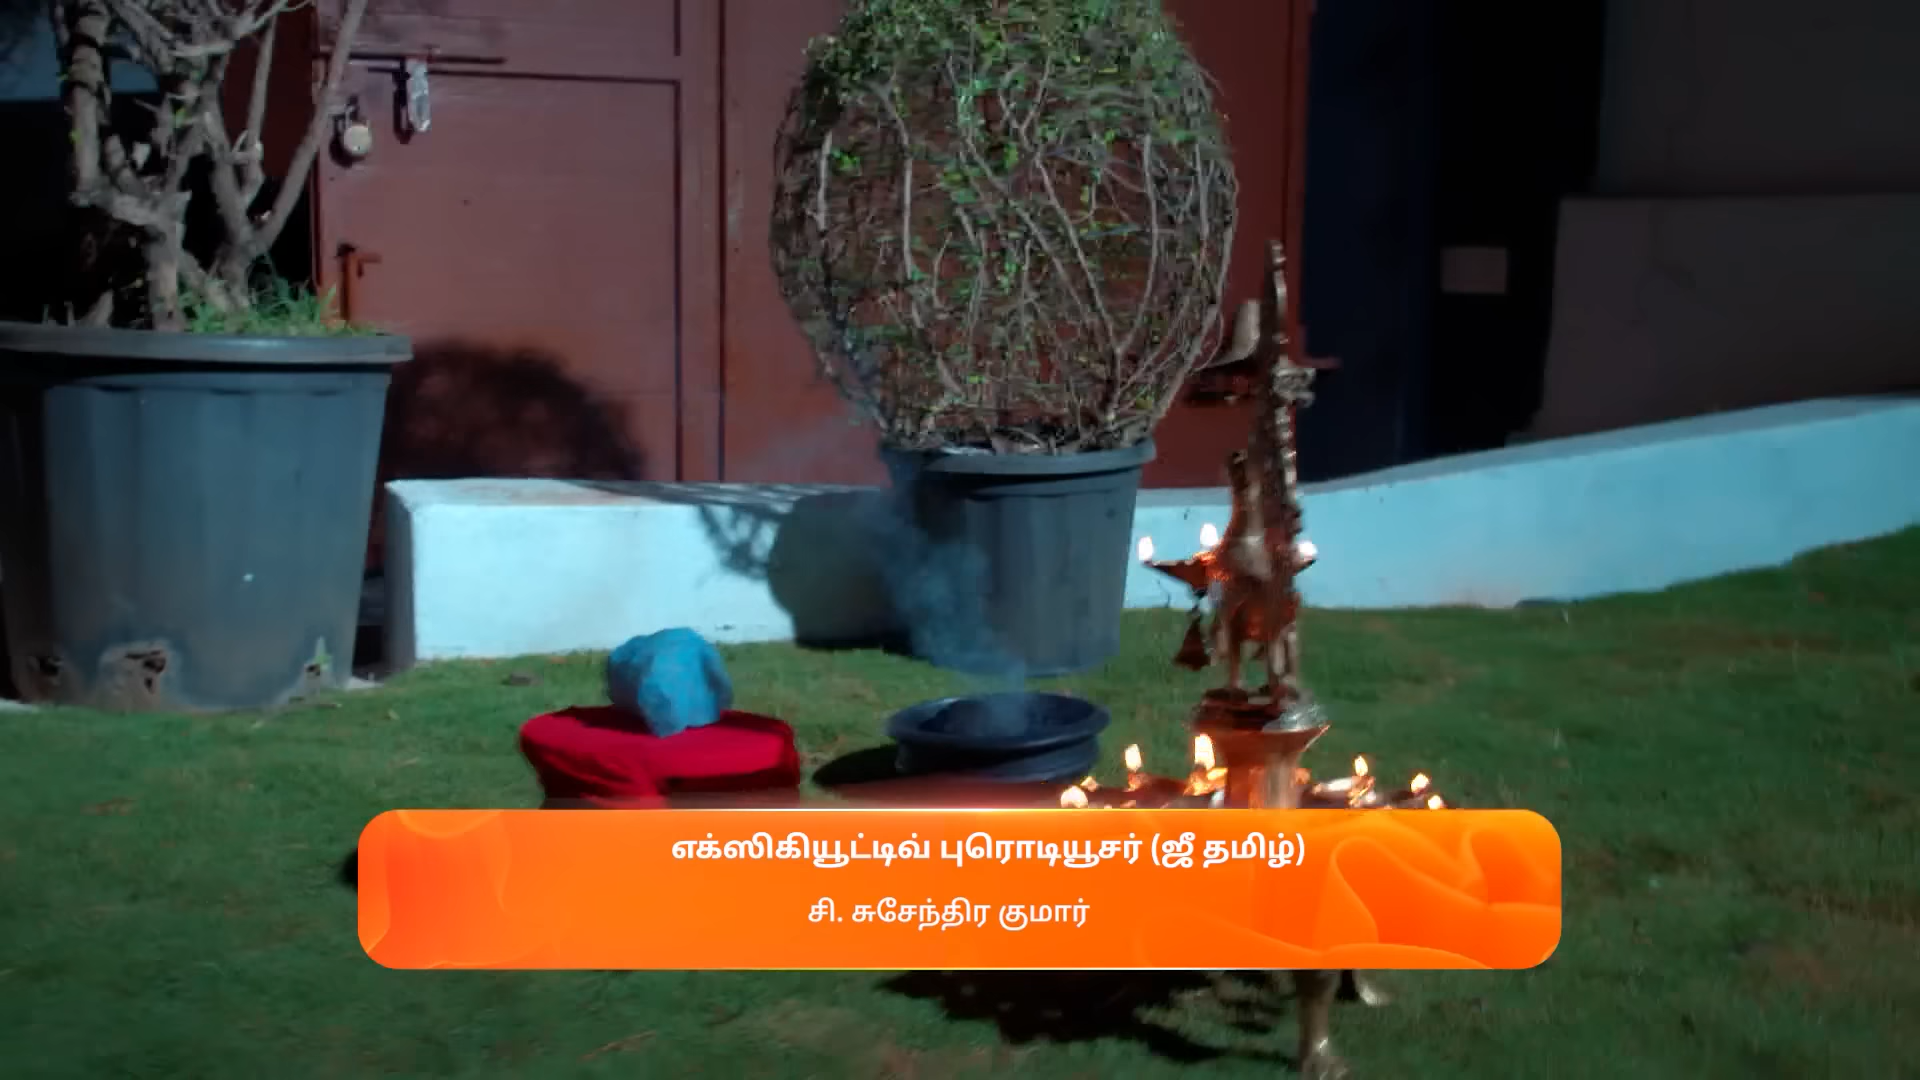 எக்ஸிகியூட்டிவ் புரொடியூசர் (ஜீ தமிழ்)
சி. சுசேந்திர குமார்